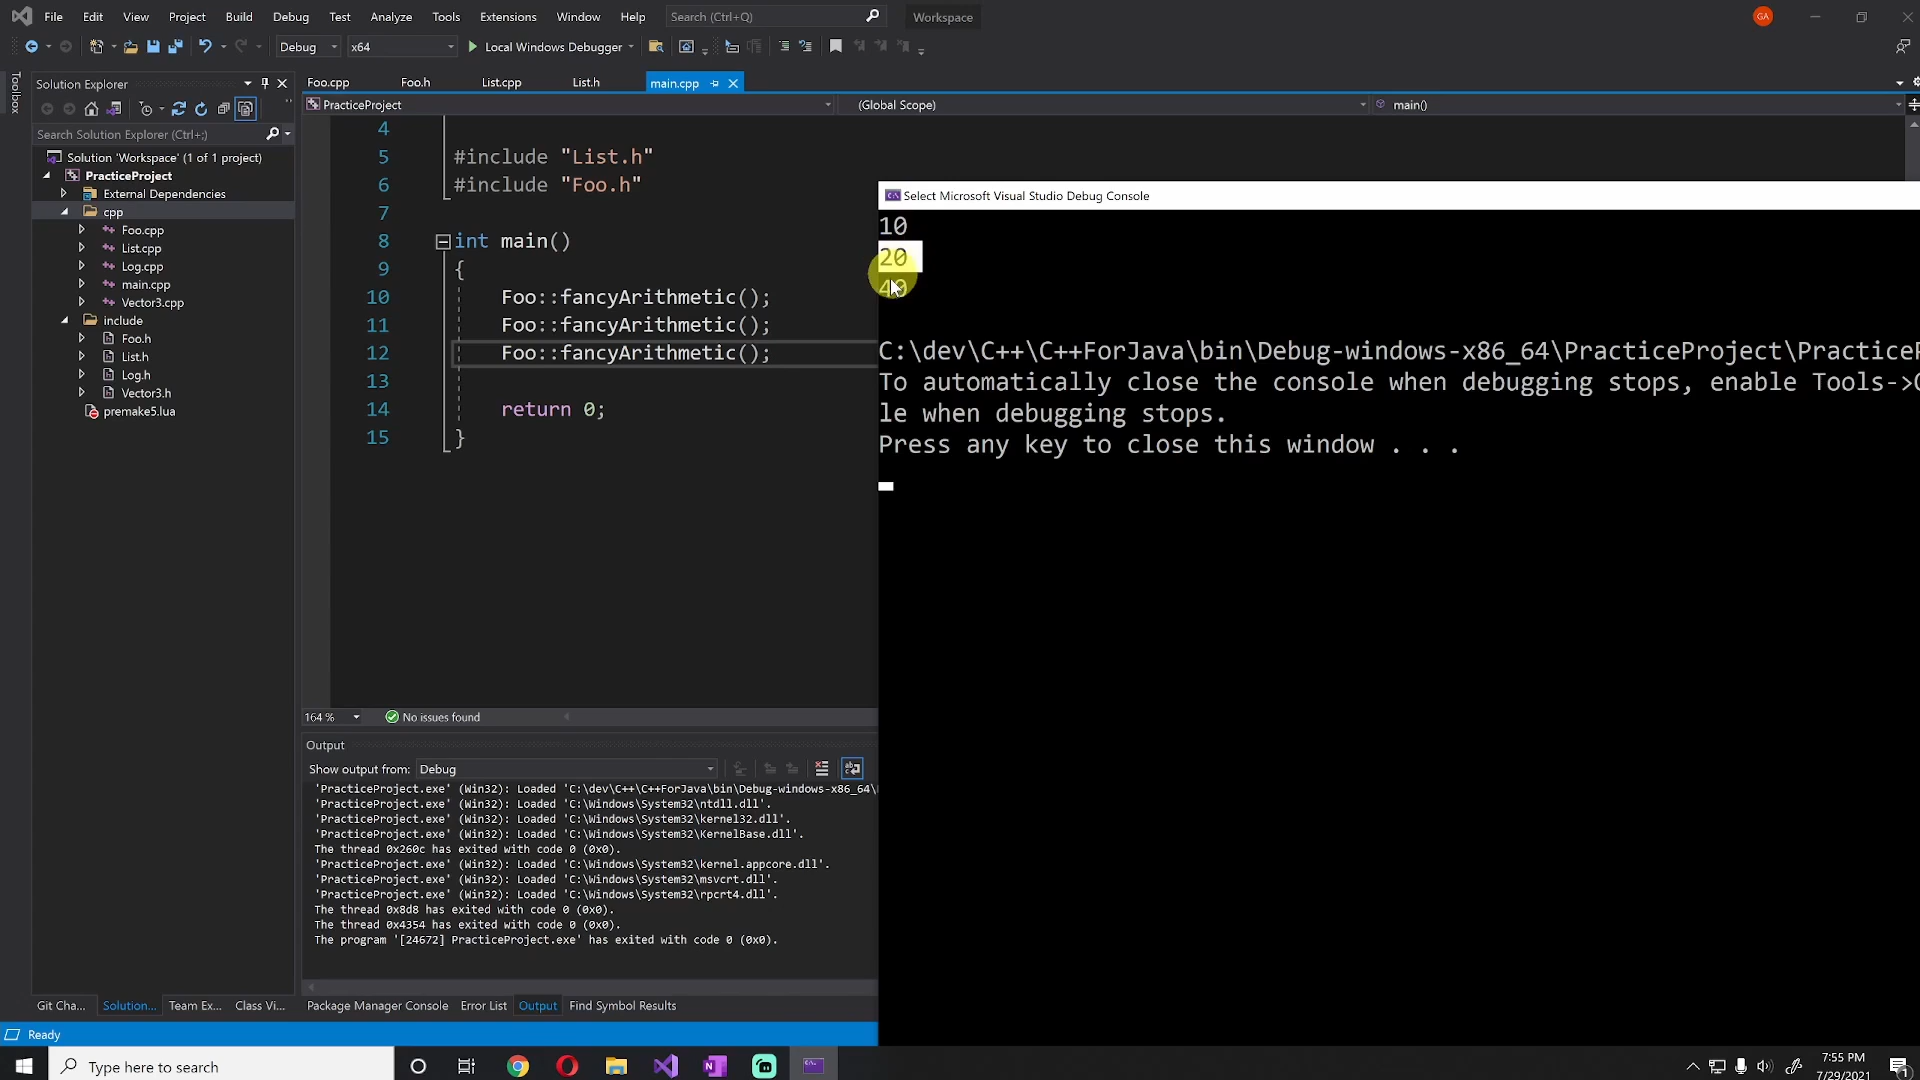 File Edit View Project Build Debug Test Analyze Tools Extensions Window Help Search (Ctrl+Q) Workspace GA
Debug x64 Local Windows Debugger
Toolbox
Solution Explorer
Search Solution Explorer (Ctrl+;)
Solution 'Workspace' (1 of 1 project)
PracticeProject
External Dependencies
cpp
Foo.cpp
List.cpp
Log.cpp
main.cpp
Vector3.cpp
include
Foo.h
List.h
Log.h
Vector3.h
premake5.lua
Git Cha... Solution... Team Ex... Class Vi...
Foo.cpp Foo.h List.cpp List.h main.cpp
PracticeProject (Global Scope) main()
4
5 #include "List.h"
6 #include "Foo.h"
7
8 int main()
9 {
10 Foo::fancyArithmetic();
11 Foo::fancyArithmetic();
12 Foo::fancyArithmetic();
13
14 return 0;
15 }
164 % No issues found
Output
Show output from: Debug
'PracticeProject.exe' (Win32): Loaded 'C:\dev\C++\C++ForJava\bin\Debug-windows-x86_64\
'PracticeProject.exe' (Win32): Loaded 'C:\Windows\System32\ntdll.dll'.
'PracticeProject.exe' (Win32): Loaded 'C:\Windows\System32\kernel32.dll'.
'PracticeProject.exe' (Win32): Loaded 'C:\Windows\System32\KernelBase.dll'.
The thread 0x260c has exited with code 0 (0x0).
'PracticeProject.exe' (Win32): Loaded 'C:\Windows\System32\kernel.appcore.dll'.
'PracticeProject.exe' (Win32): Loaded 'C:\Windows\System32\msvcrt.dll'.
'PracticeProject.exe' (Win32): Loaded 'C:\Windows\System32\rpcrt4.dll'.
The thread 0x8d8 has exited with code 0 (0x0).
The thread 0x4354 has exited with code 0 (0x0).
The program '[24672] PracticeProject.exe' has exited with code 0 (0x0).
Package Manager Console Error List Output Find Symbol Results
Ready
Select Microsoft Visual Studio Debug Console
10
20
40
C:\dev\C++\C++ForJava\bin\Debug-windows-x86_64\PracticeProject\PracticeP
To automatically close the console when debugging stops, enable Tools->O
le when debugging stops.
Press any key to close this window . . .
Type here to search
7:55 PM
7/29/2021
1